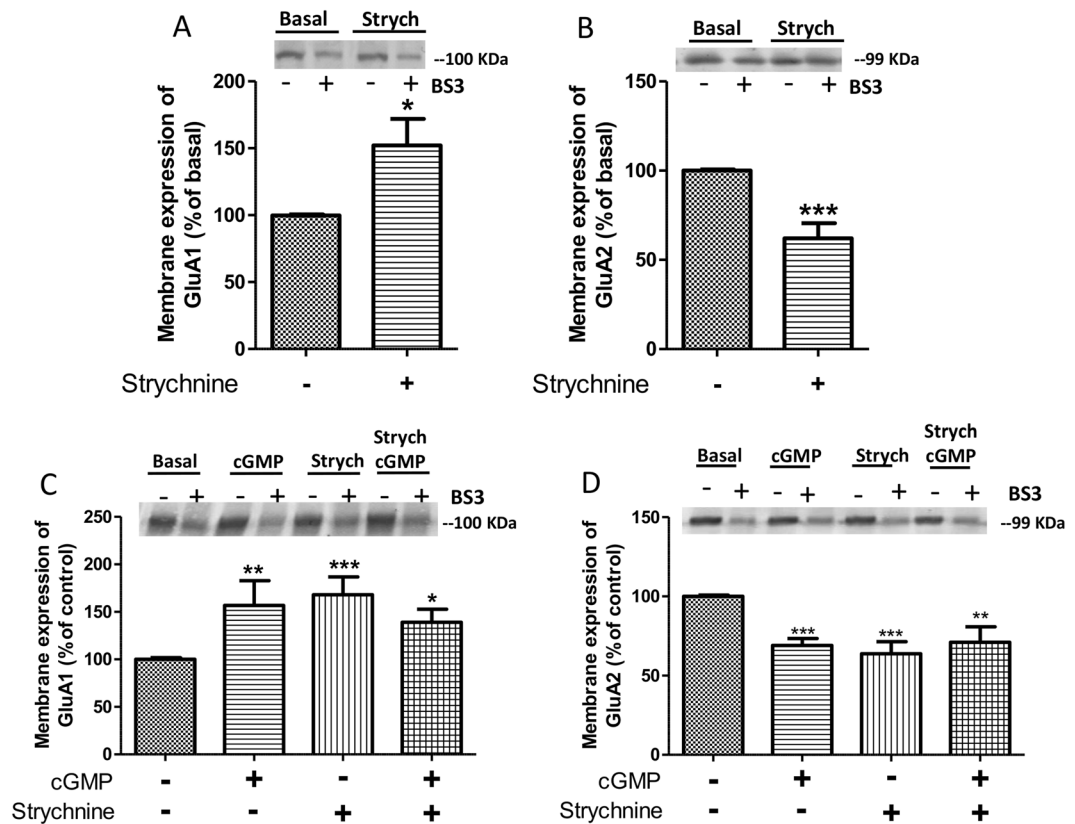 A
Basal Strych
--100 KDa
- + - + BS3
Membrane expression of
GluA1 (%of basal)
200
150
100
50
0
*
Strychnine - +
B
Basal Strych
--99 KDa
- + - + BS3
Membrane expression of
GluA2 (%of basal)
150
100
50
0
***
Strychnine - +
C
Basal cGMP Strych Strych
cGMP
- + - + - + - + BS3
--100 KDa
Membrane expression of
GluA1 (%of control)
250
200
150
100
50
0
** *** *
cGMP - + - +
Strychnine - - + +
D
Basal cGMP Strych Strych
cGMP
- + - + - + - + BS3
--99 KDa
Membrane expression of
GluA2 (%of control)
150
100
50
0
*** *** **
cGMP - + - +
Strychnine - - + +